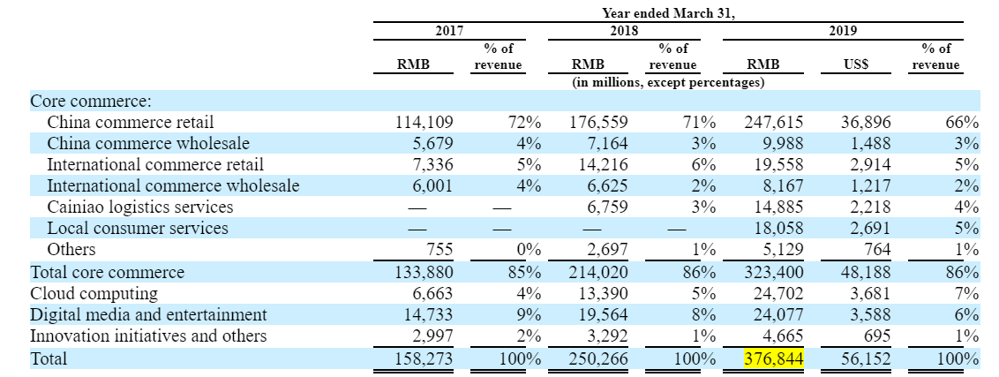 Year ended March 31,
2017 2018 2019
% of % of % of
RMB revenue RMB revenue RMB US$ revenue
(in millions, except percentages)
Core commerce:
China commerce retail 114,109 72% 176,559 71% 247,615 36,896 66%
China commerce wholesale 5,679 4% 7,164 3% 9,988 1,488 3%
International commerce retail 7,336 5% 14,216 6% 19,558 2,914 5%
International commerce wholesale 6,001 4% 6,625 2% 8,167 1,217 2%
Cainiao logistics services — — 6,759 3% 14,885 2,218 4%
Local consumer services — — — — 18,058 2,691 5%
Others 755 0% 2,697 1% 5,129 764 1%
Total core commerce 133,880 85% 214,020 86% 323,400 48,188 86%
Cloud computing 6,663 4% 13,390 5% 24,702 3,681 7%
Digital media and entertainment 14,733 9% 19,564 8% 24,077 3,588 6%
Innovation initiatives and others 2,997 2% 3,292 1% 4,665 695 1%
Total 158,273 100% 250,266 100% 376,844 56,152 100%